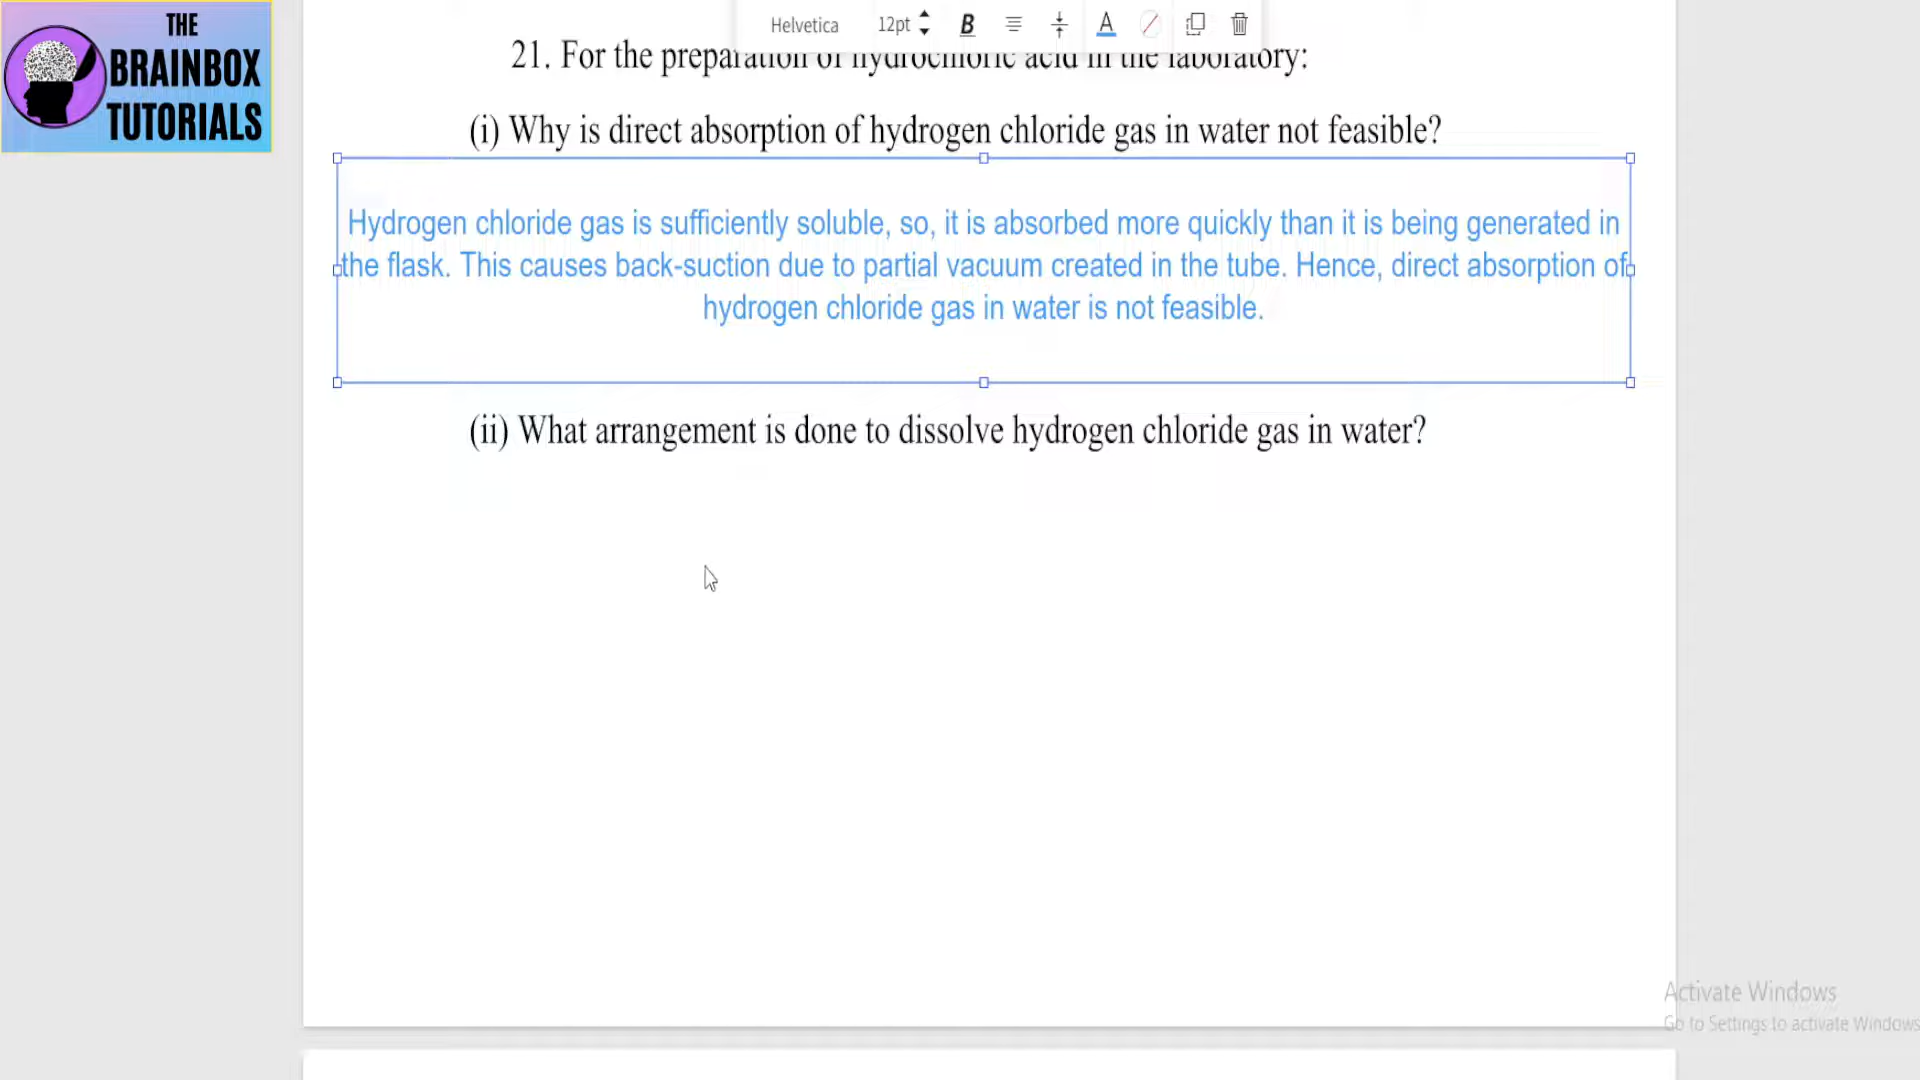 THE
BRAINBOX
TUTORIALS
Helvetica 12pt B A
21. For the preparation of hydrochloric acid in the laboratory:
(i) Why is direct absorption of hydrogen chloride gas in water not feasible?
Hydrogen chloride gas is sufficiently soluble, so, it is absorbed more quickly than it is being generated in
the flask. This causes back-suction due to partial vacuum created in the tube. Hence, direct absorption of
hydrogen chloride gas in water is not feasible.
(ii) What arrangement is done to dissolve hydrogen chloride gas in water?
Activate Windows
Go to Settings to activate Windows